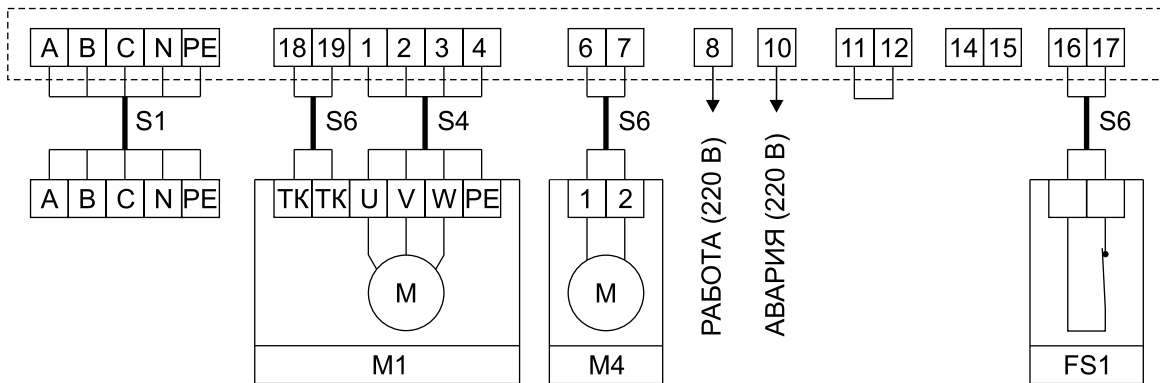 A B C N PE 18 19 1 2 3 4 6 7 8 10 11 12 14 15 16 17
S1 S6 S4 S6 S6
РАБОТА (220 В)
АВАРИЯ (220 В)
A B C N PE ТК ТК U V W PE 1 2
M M
M1 M4 FS1